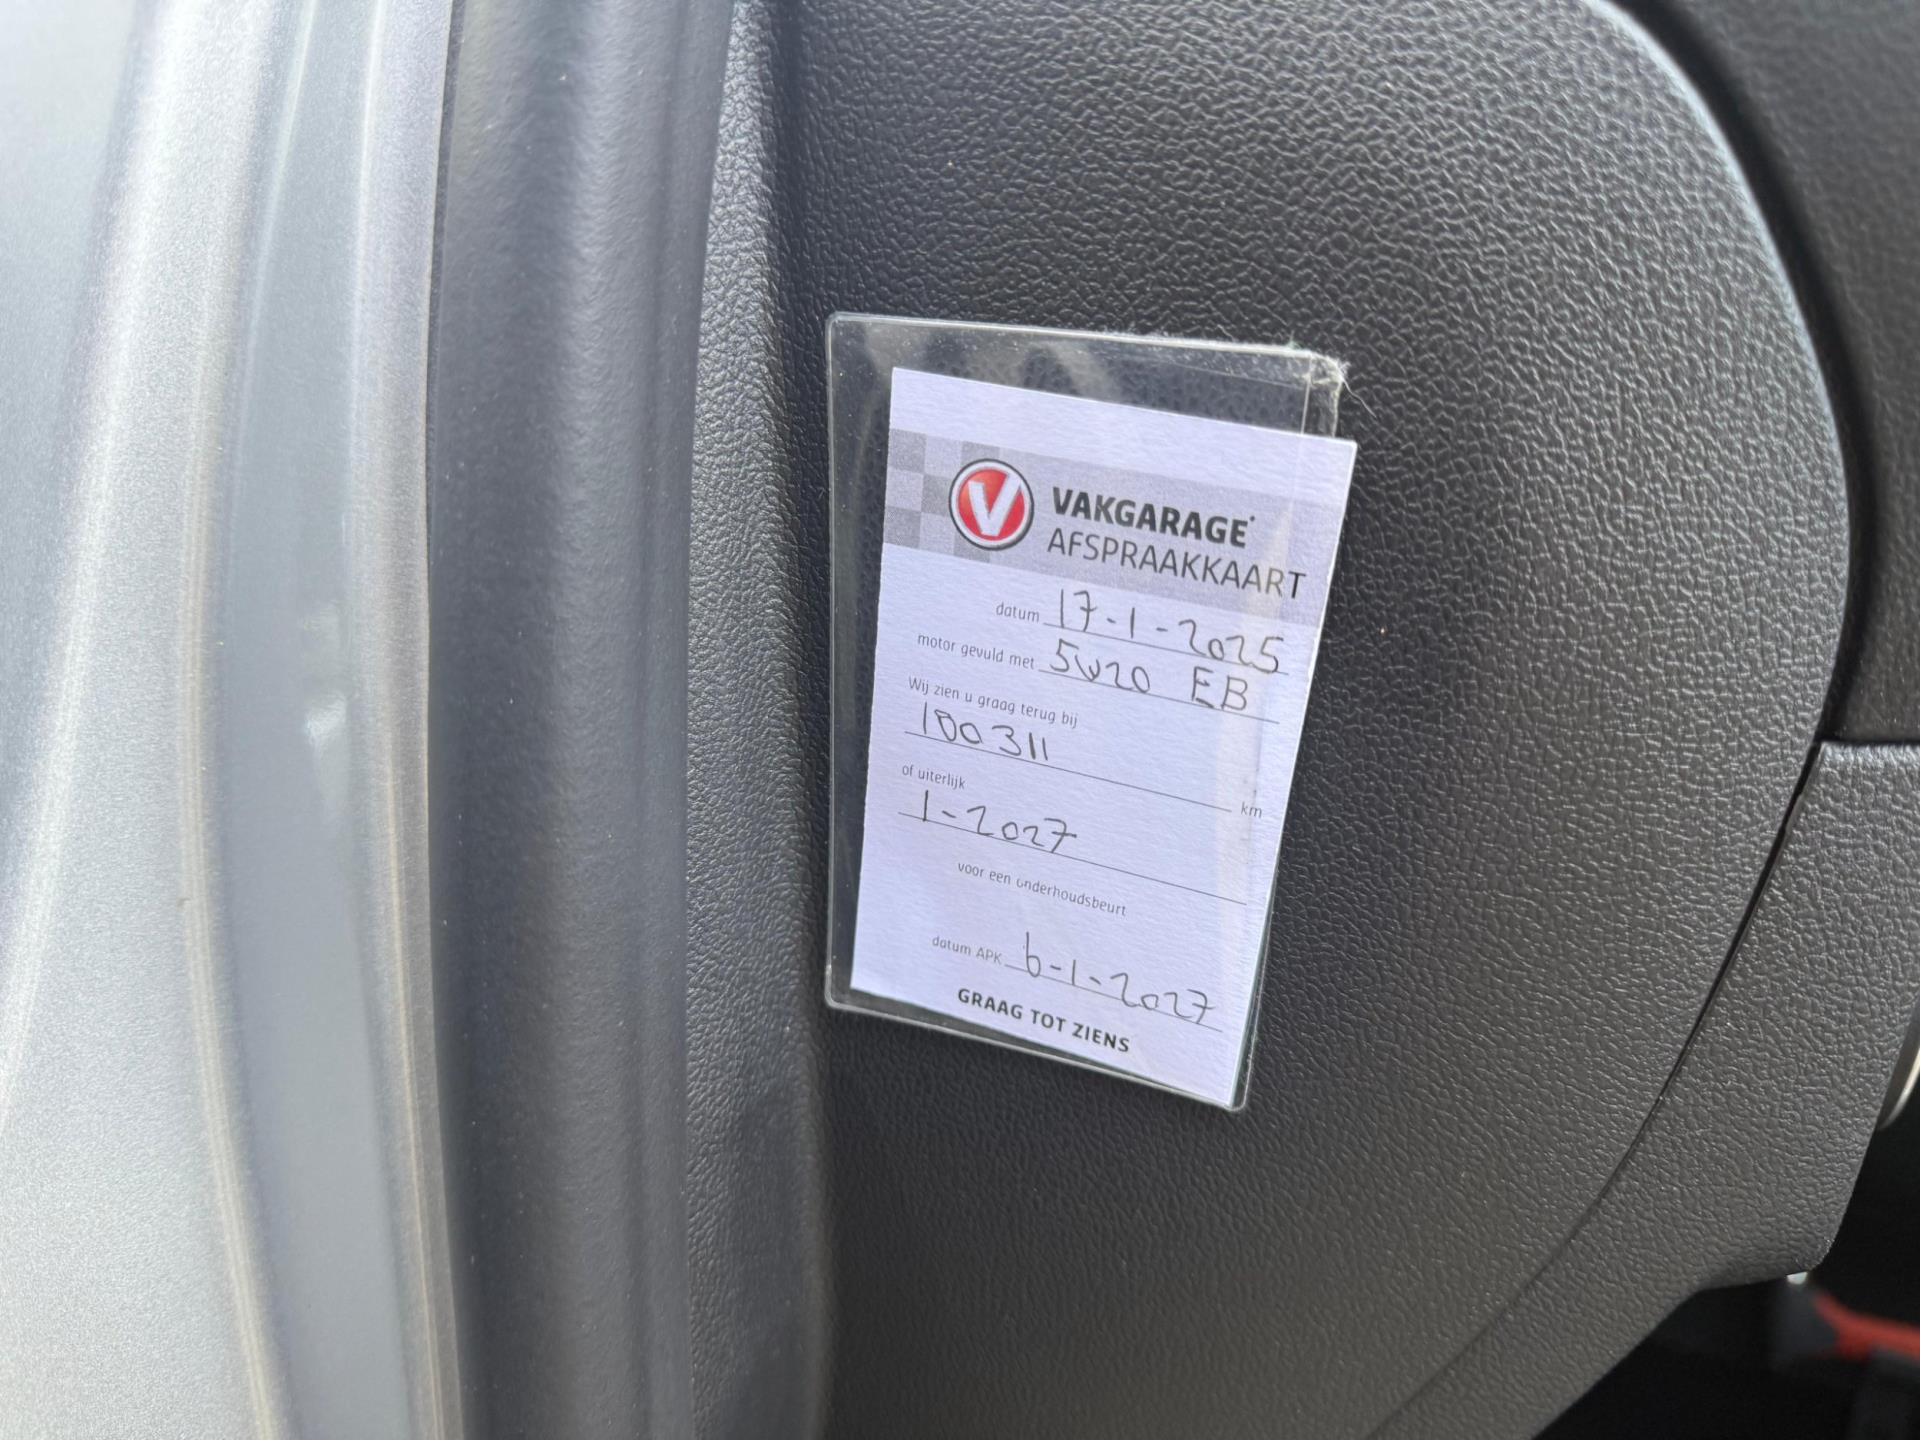 V
VAKGARAGE
AFSPRAAKKAART
datum 17-1-2025
motor gevuld met 5W20 EB
Wij zien u graag terug bij
100311 km
of uiterlijk
1-2027
voor een onderhoudsbeurt
datum APK 6-1-2027
GRAAG TOT ZIENS